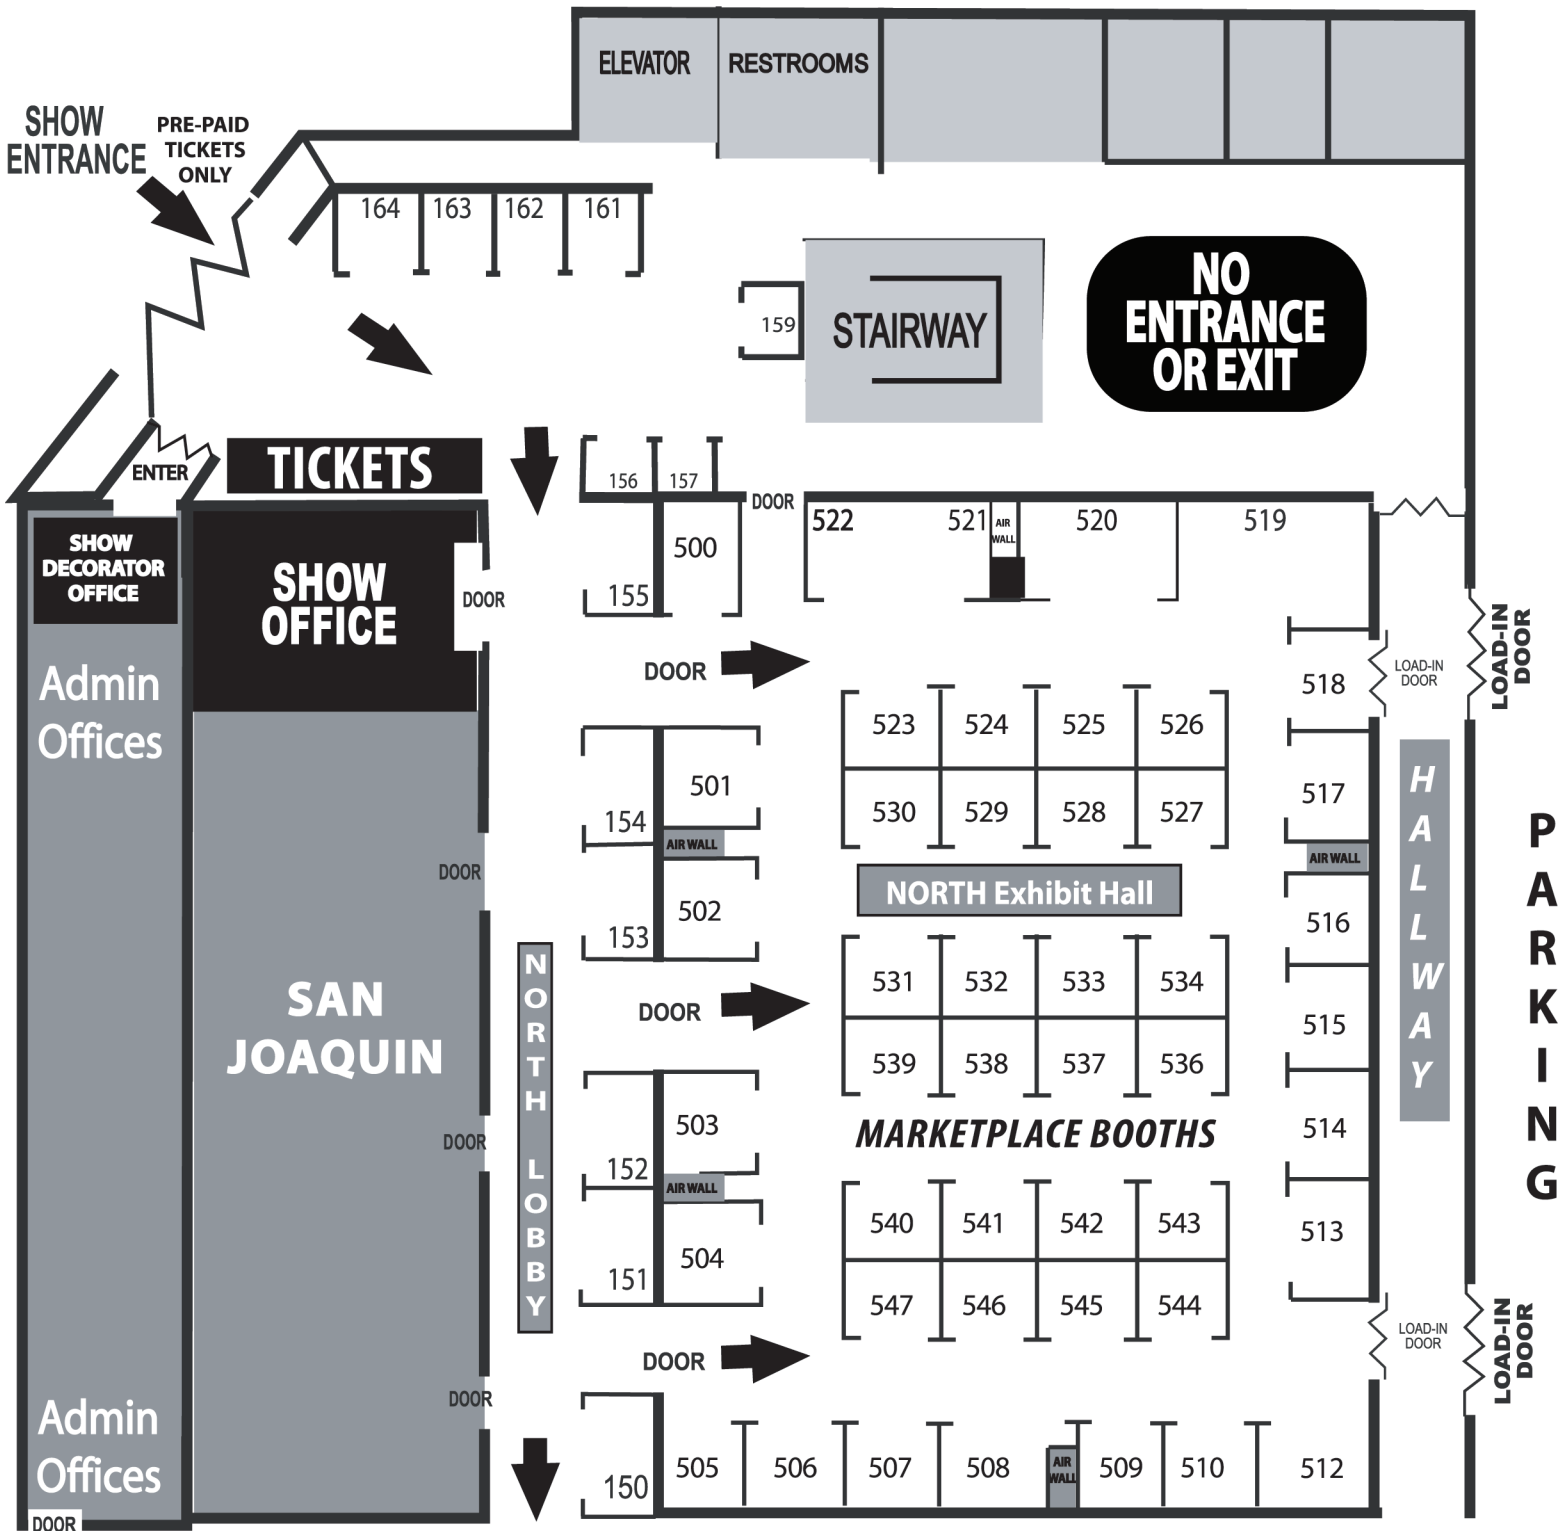 ELEVATOR
RESTROOMS
SHOW
ENTRANCE
PRE-PAID
TICKETS
ONLY
164
163
162
161
159
STAIRWAY
NO
ENTRANCE
OR EXIT
ENTER
TICKETS
156
157
DOOR
SHOW
DECORATOR
OFFICE
SHOW
OFFICE
DOOR
155
500
522
521
AIR
WALL
520
519
Admin
Offices
DOOR
518
LOAD-IN
DOOR
LOAD-IN
DOOR
523
524
525
526
501
517
154
530
529
528
527
AIR WALL
AIR WALL
DOOR
NORTH Exhibit Hall
502
153
516
HALLWAY
PARKING
SAN
JOAQUIN
NORTH LOBBY
DOOR
531
532
533
534
515
539
538
537
536
503
MARKETPLACE BOOTHS
514
DOOR
152
AIR WALL
540
541
542
543
513
504
151
547
546
545
544
DOOR
LOAD-IN
DOOR
LOAD-IN
DOOR
DOOR
Admin
Offices
150
505
506
507
508
AIR
WALL
509
510
512
DOOR